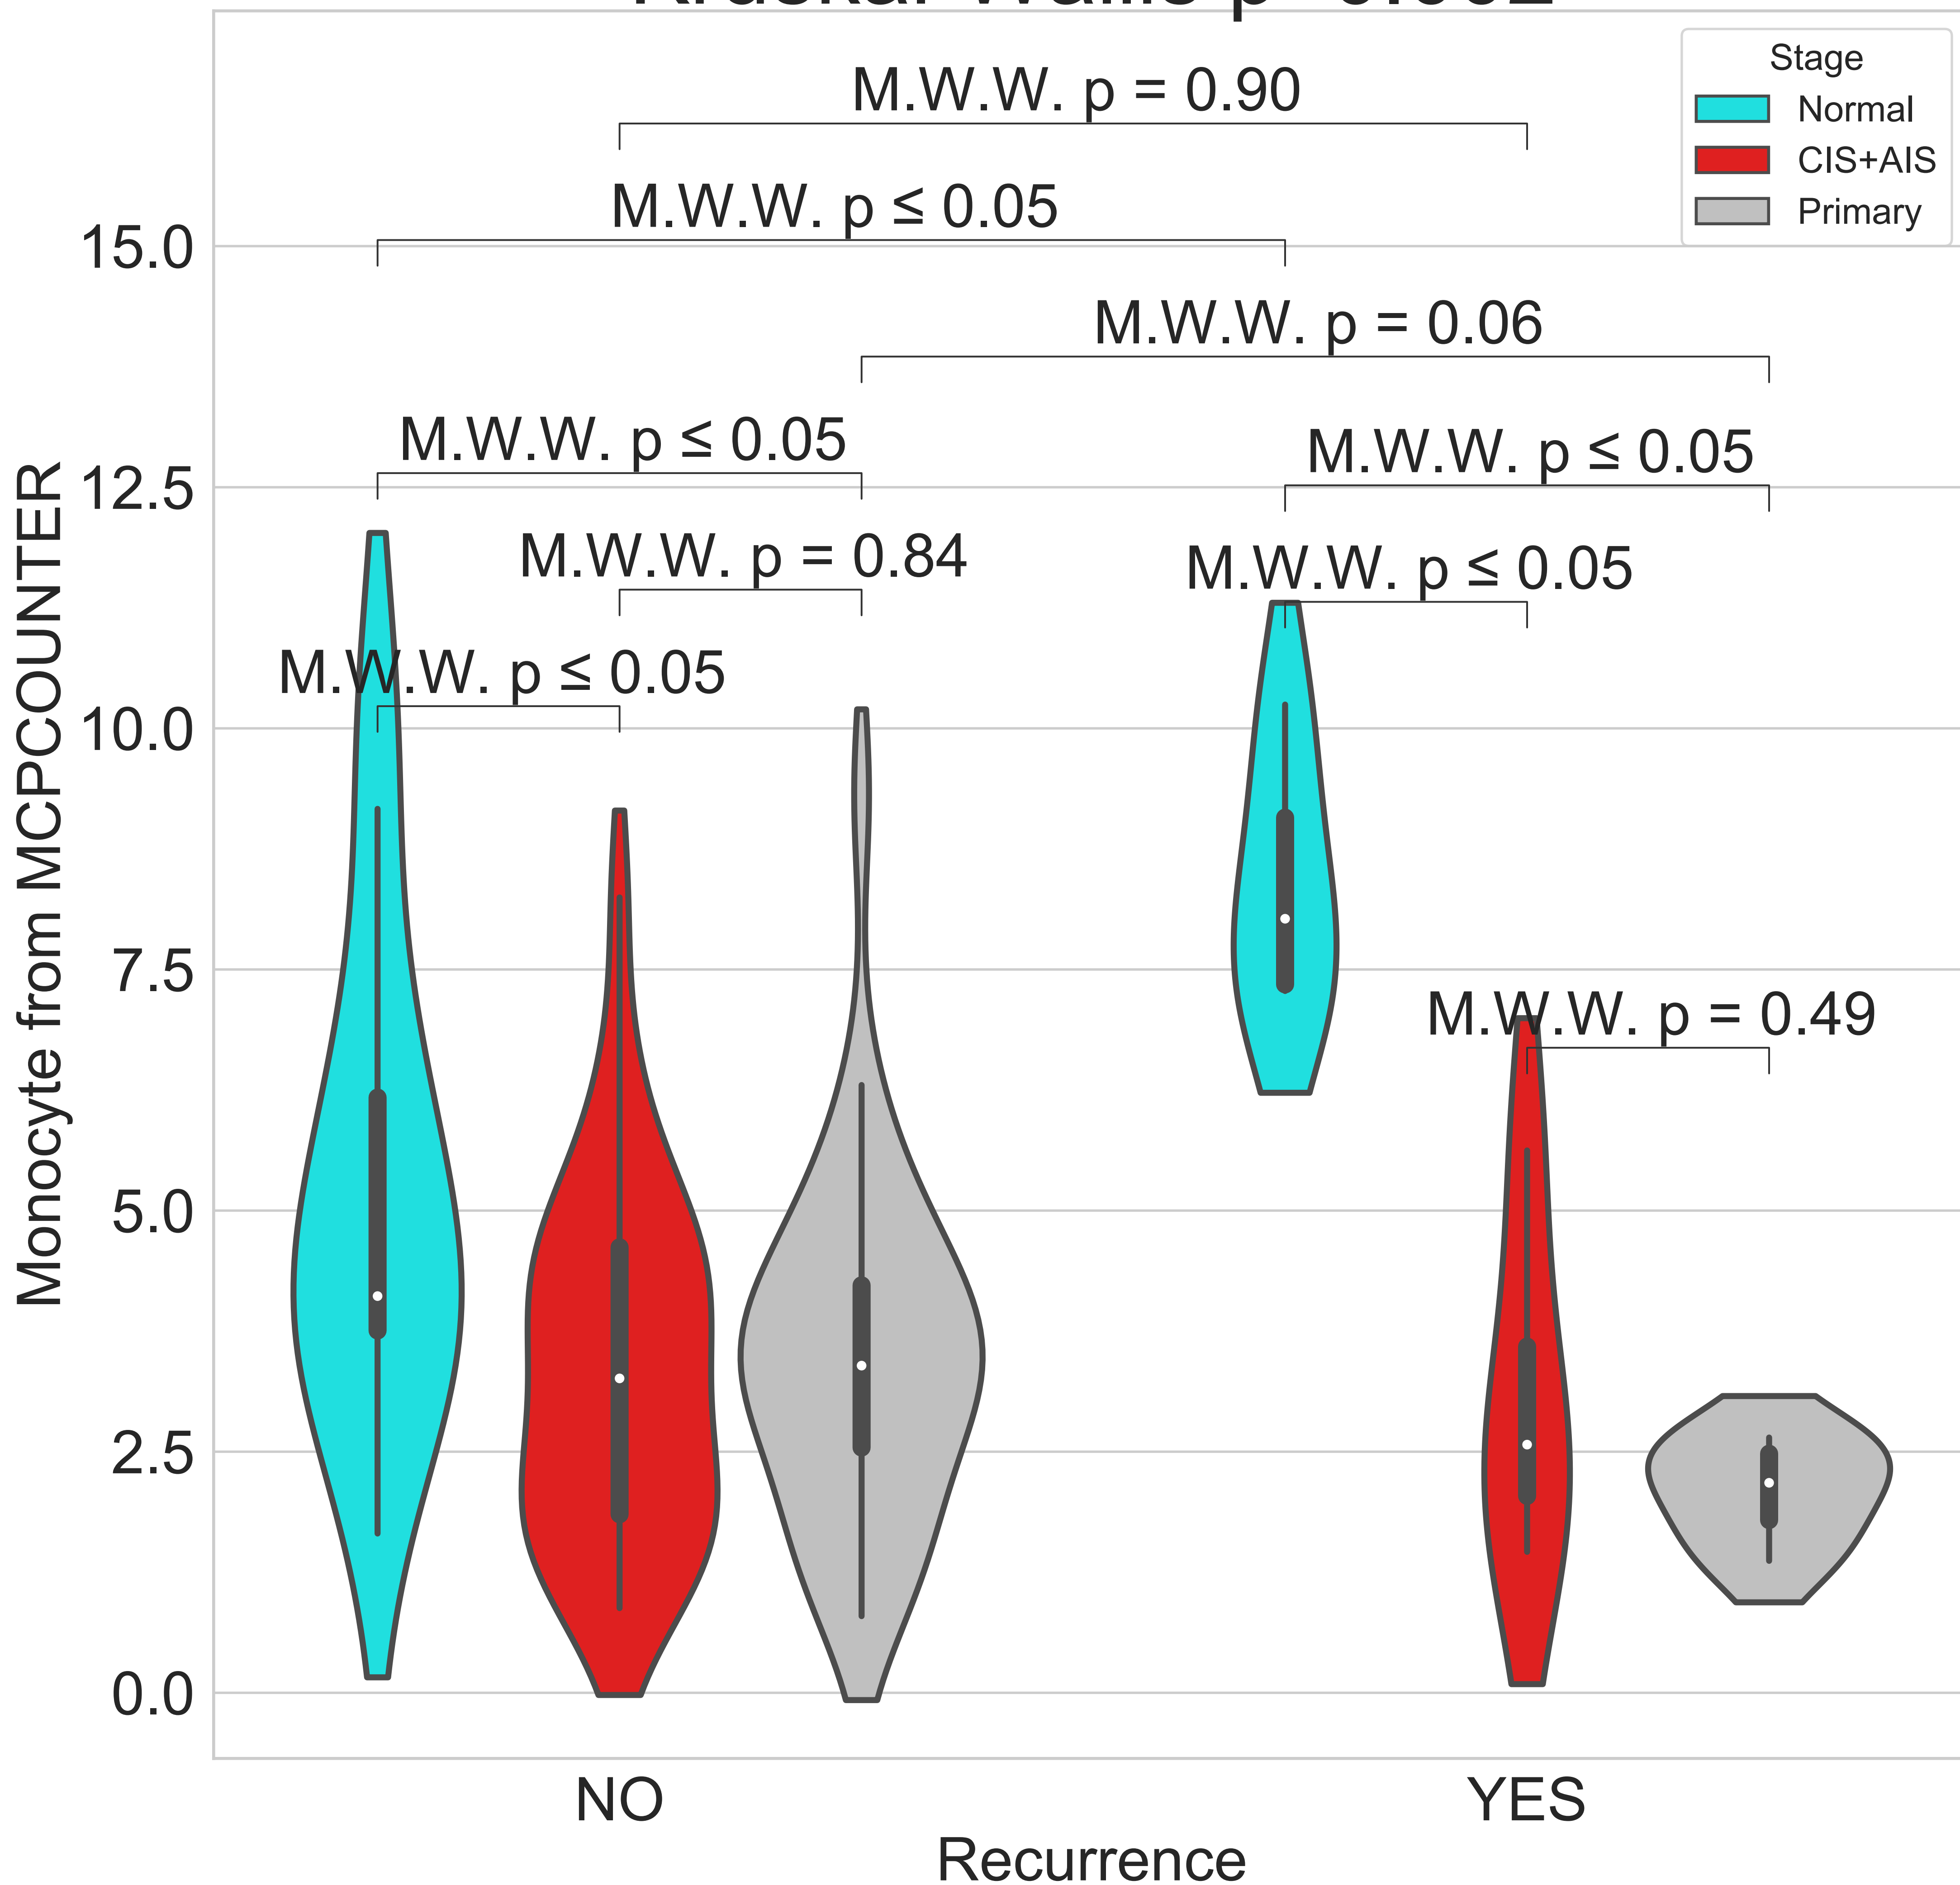 Stage
Normal
CIS+AIS
Primary
M.W.W. p = 0.90
M.W.W. p ≤ 0.05
M.W.W. p = 0.06
M.W.W. p ≤ 0.05
M.W.W. p ≤ 0.05
M.W.W. p = 0.84
M.W.W. p ≤ 0.05
M.W.W. p ≤ 0.05
M.W.W. p = 0.49
Monocyte from MCPCOUNTER
15.0
12.5
10.0
7.5
5.0
2.5
0.0
NO
YES
Recurrence